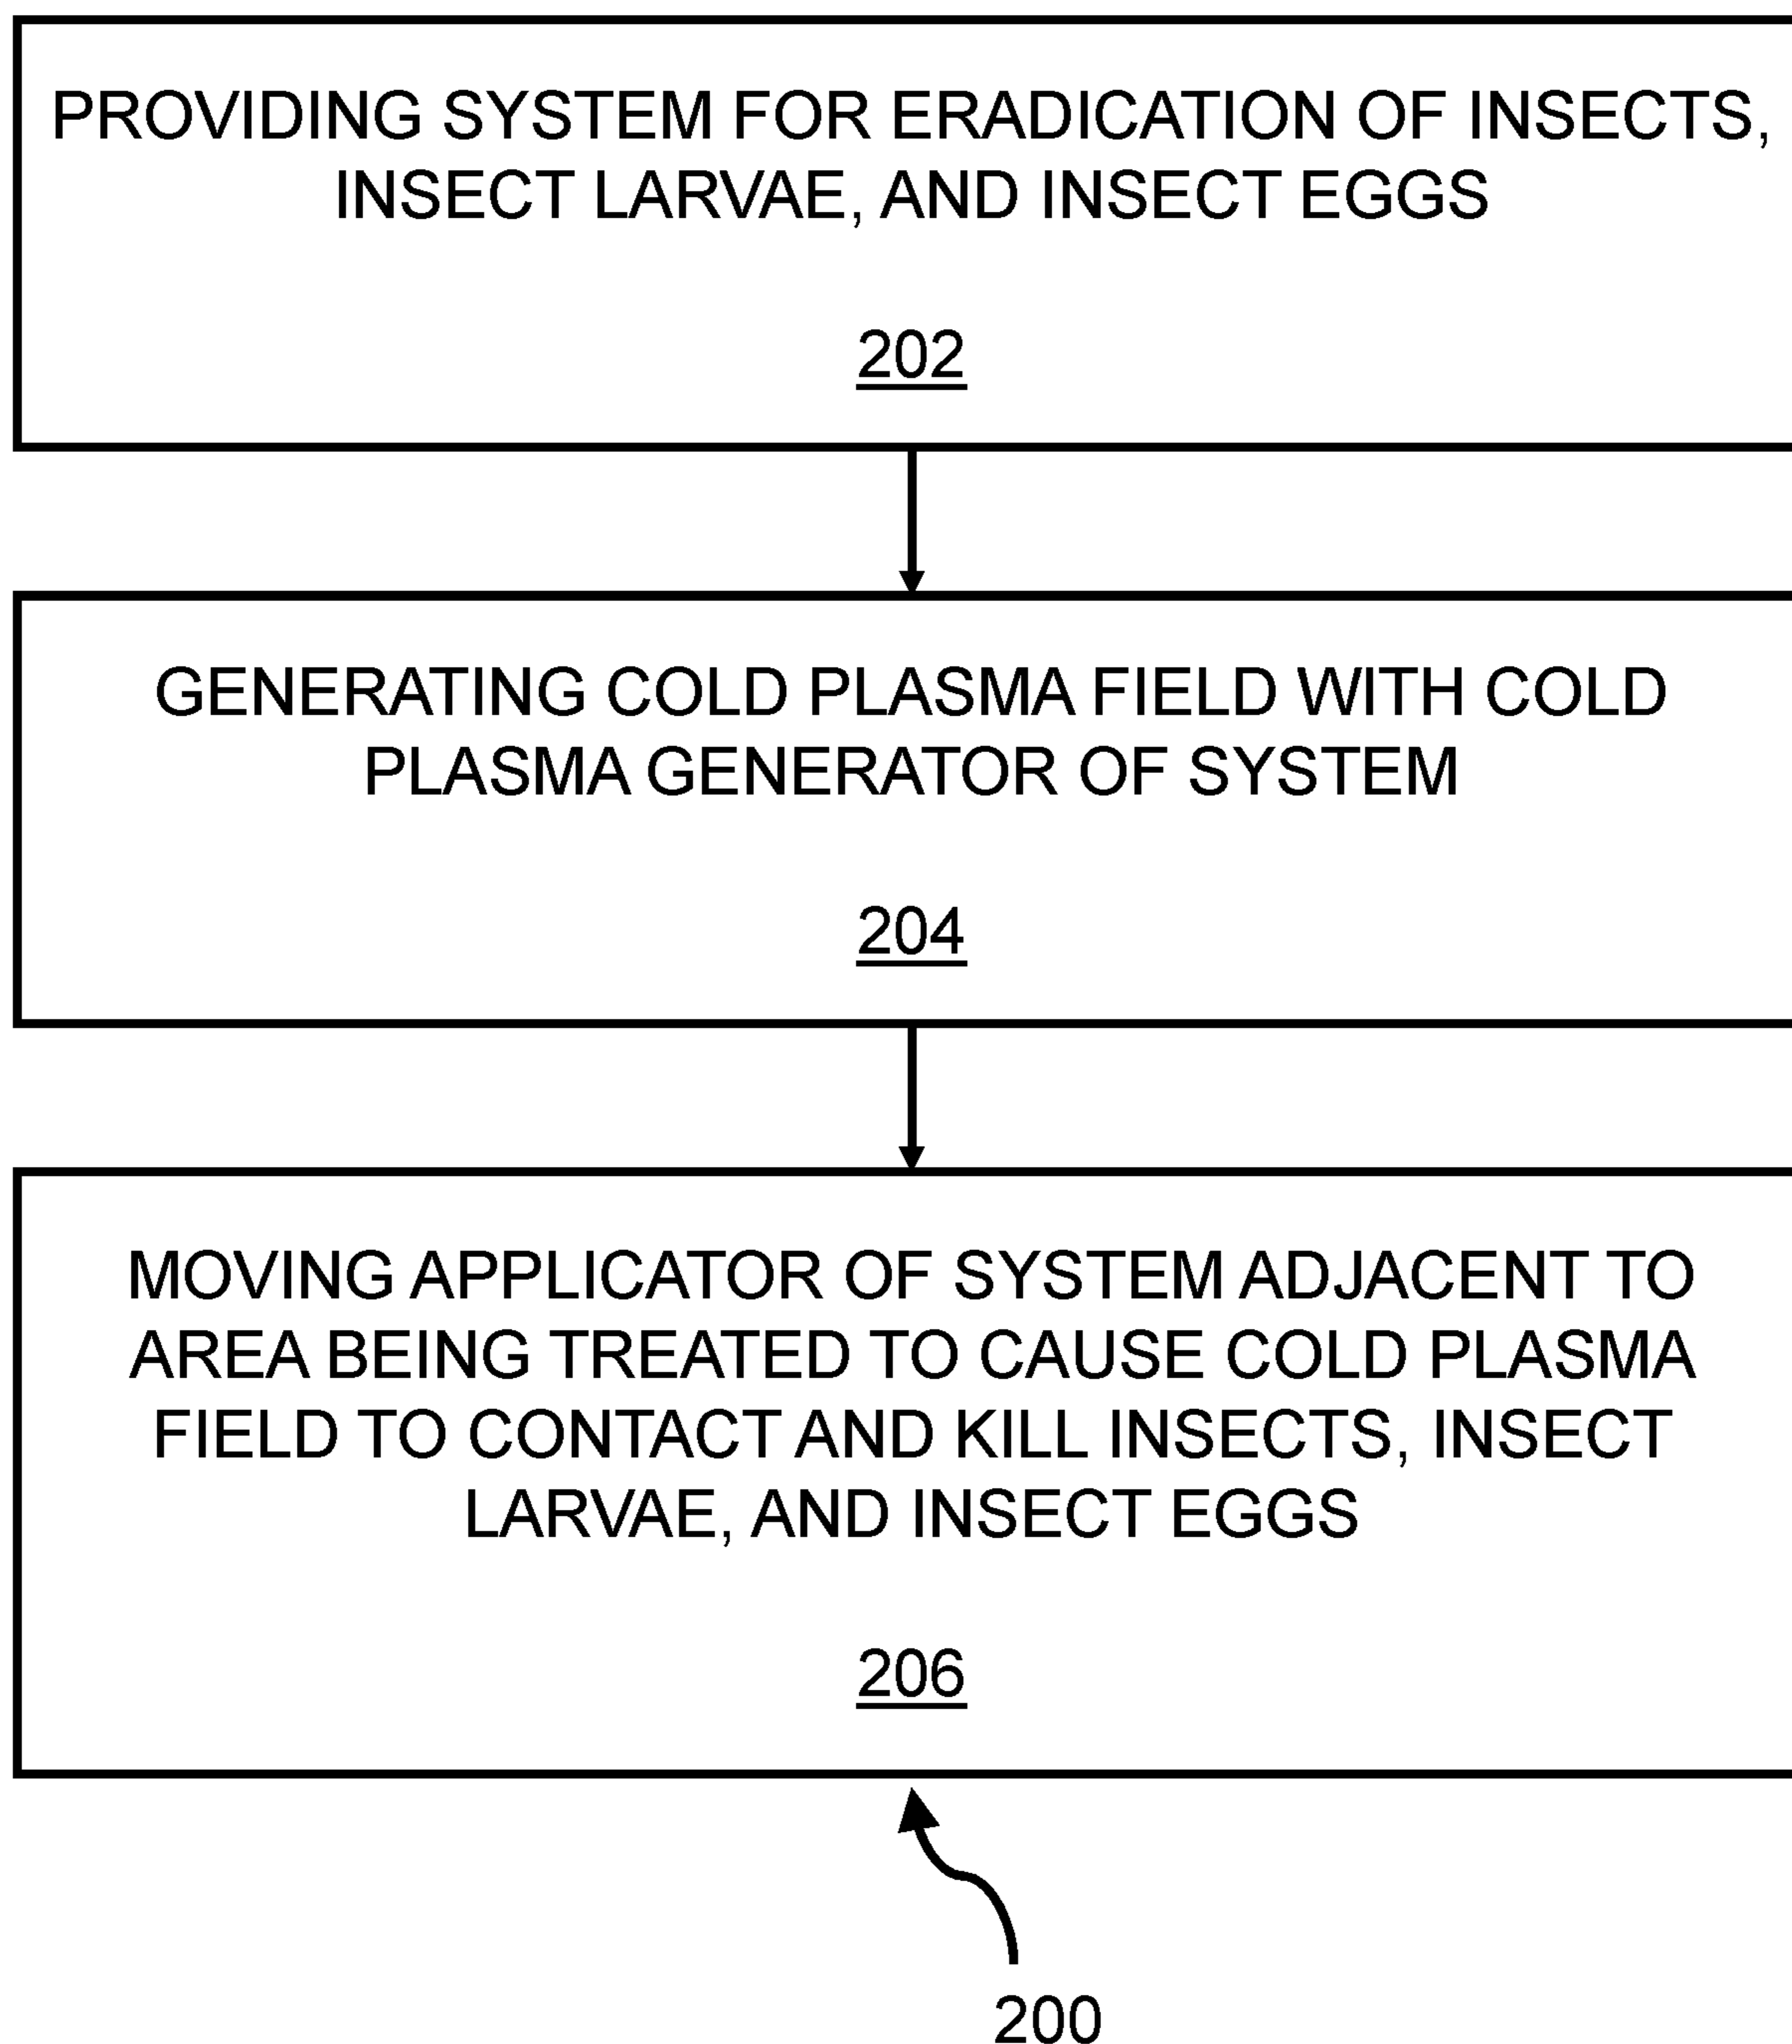 PROVIDING SYSTEM FOR ERADICATION OF INSECTS,
INSECT LARVAE, AND INSECT EGGS
202
GENERATING COLD PLASMA FIELD WITH COLD
PLASMA GENERATOR OF SYSTEM
204
MOVING APPLICATOR OF SYSTEM ADJACENT TO
AREA BEING TREATED TO CAUSE COLD PLASMA
FIELD TO CONTACT AND KILL INSECTS, INSECT
LARVAE, AND INSECT EGGS
206
200